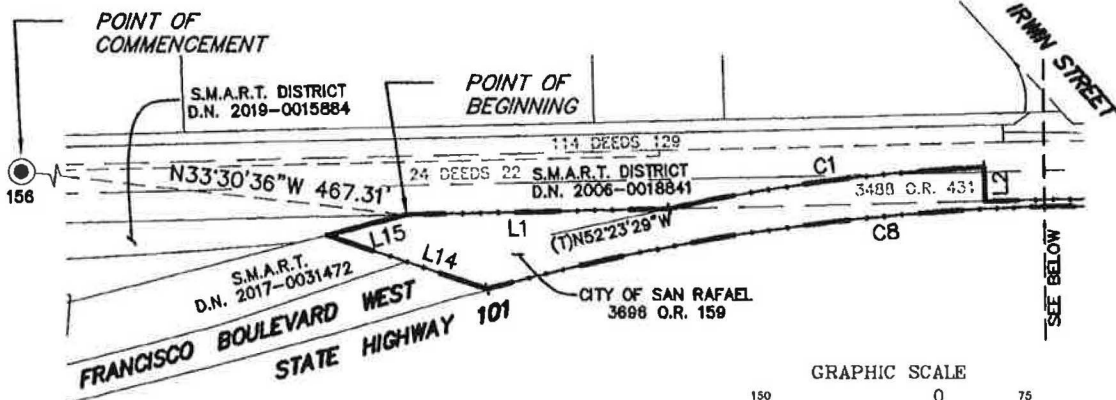 POINT OF
COMMENCEMENT
IRWIN STREET
S.M.A.R.T. DISTRICT
D.N. 2019-0015884
POINT OF
BEGINNING
114 DEEDS 129
156
N33°30'36"W 467.31'
24 DEEDS 22
S.M.A.R.T. DISTRICT
D.N. 2006-0018841
C1
3488 O.R. 431
L2
L15
L1
(T)N52°23'29"W
C8
L14
S.M.A.R.T.
D.N. 2017-0031472
CITY OF SAN RAFAEL
3696 O.R. 159
SEE BELOW
FRANCISCO BOULEVARD WEST
STATE HIGHWAY 101
GRAPHIC SCALE
150 0 75